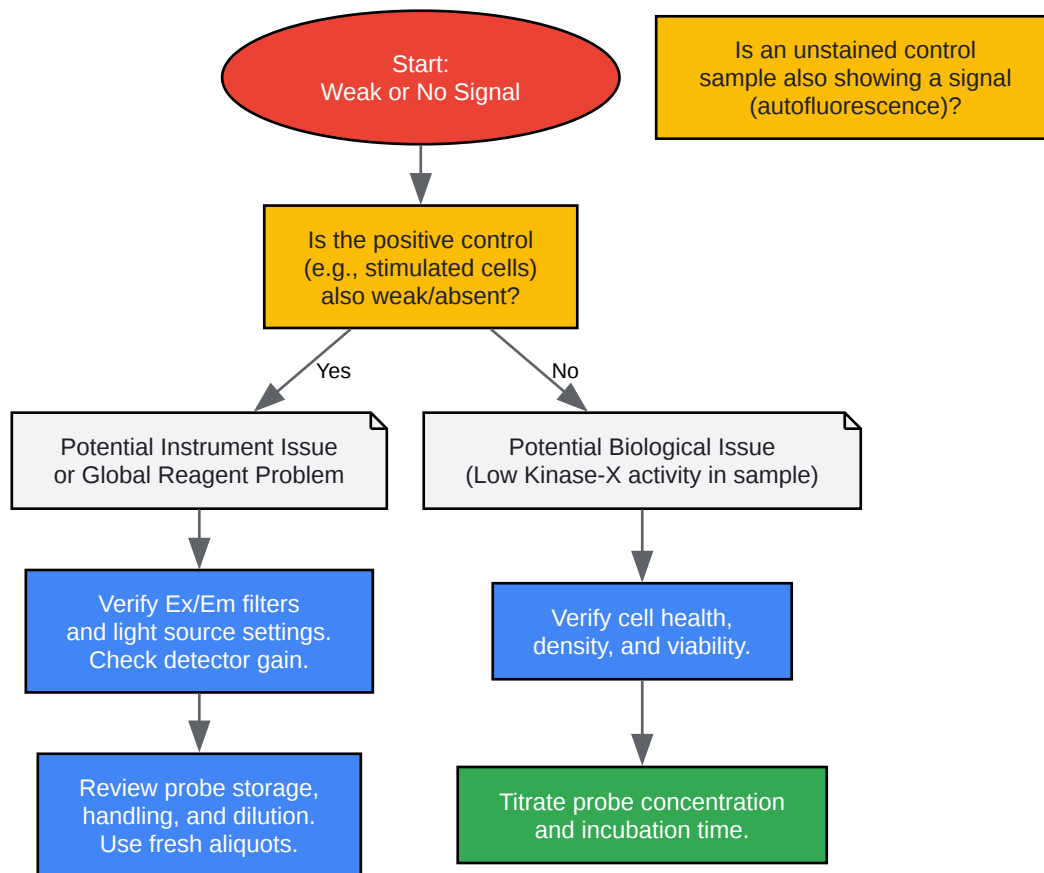 Start:
Weak or No Signal
Is an unstained control
sample also showing a signal
(autofluorescence)?
Is the positive control
(e.g., stimulated cells)
also weak/absent?
Yes
No
Potential Instrument Issue
or Global Reagent Problem
Potential Biological Issue
(Low Kinase-X activity in sample)
Verify Ex/Em filters
and light source settings.
Check detector gain.
Verify cell health,
density, and viability.
Review probe storage,
handling, and dilution.
Use fresh aliquots.
Titrate probe concentration
and incubation time.